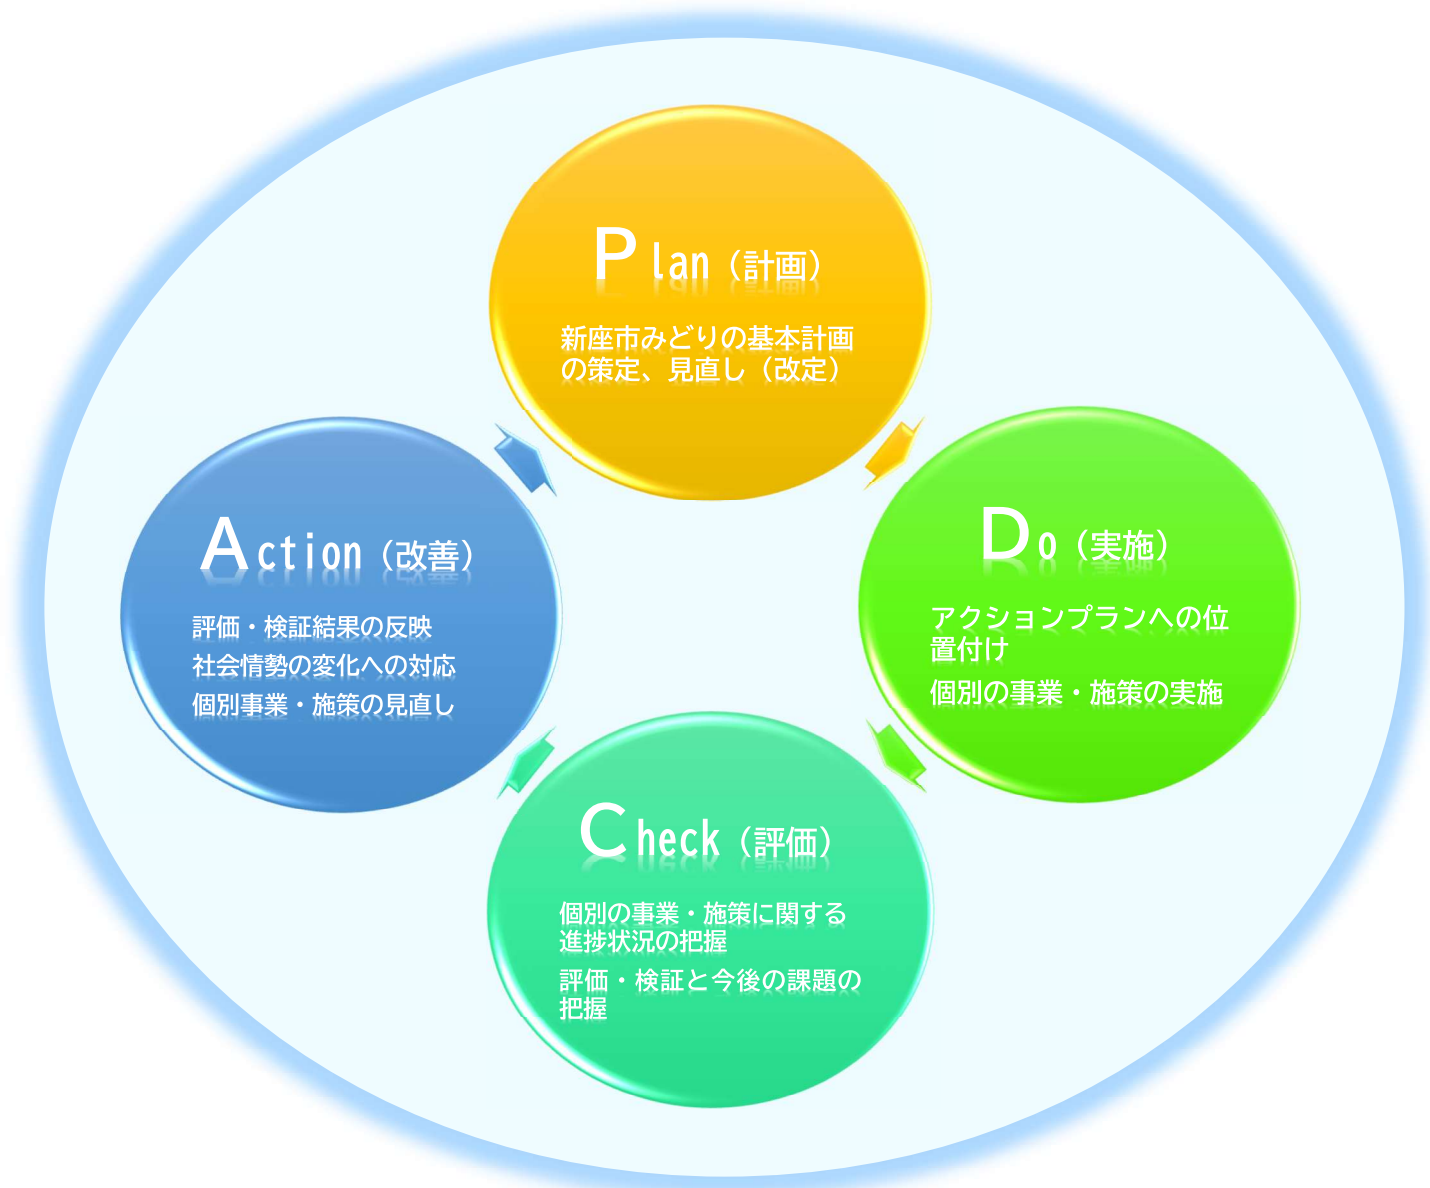 Plan（計画）
新座市みどりの基本計画
の策定、見直し（改定）
Do（実施）
アクションプランへの位
置付け
個別の事業・施策の実施
Check（評価）
個別の事業・施策に関する
進捗状況の把握
評価・検証と今後の課題の
把握
Action（改善）
評価・検証結果の反映
社会情勢の変化への対応
個別事業・施策の見直し